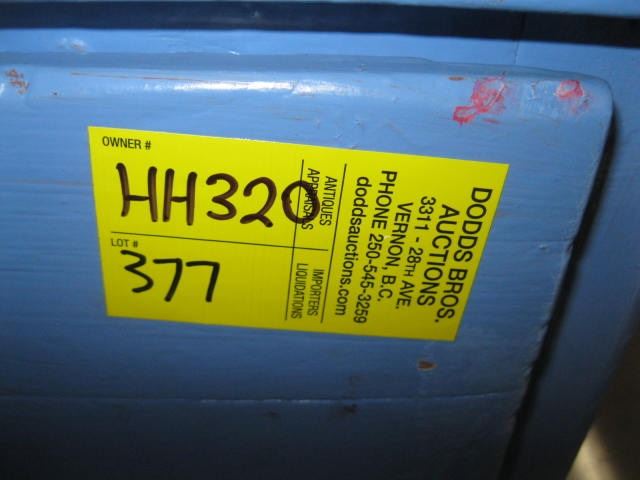 OWNER #
HH320
LOT #
377
ANTIQUES
APPRAISALS
IMPORTERS
LIQUIDATIONS
DODDS BROS.
AUCTIONS
3311 - 28TH AVE.
VERNON, B.C.
PHONE 250-545-3259
doddsauctions.com